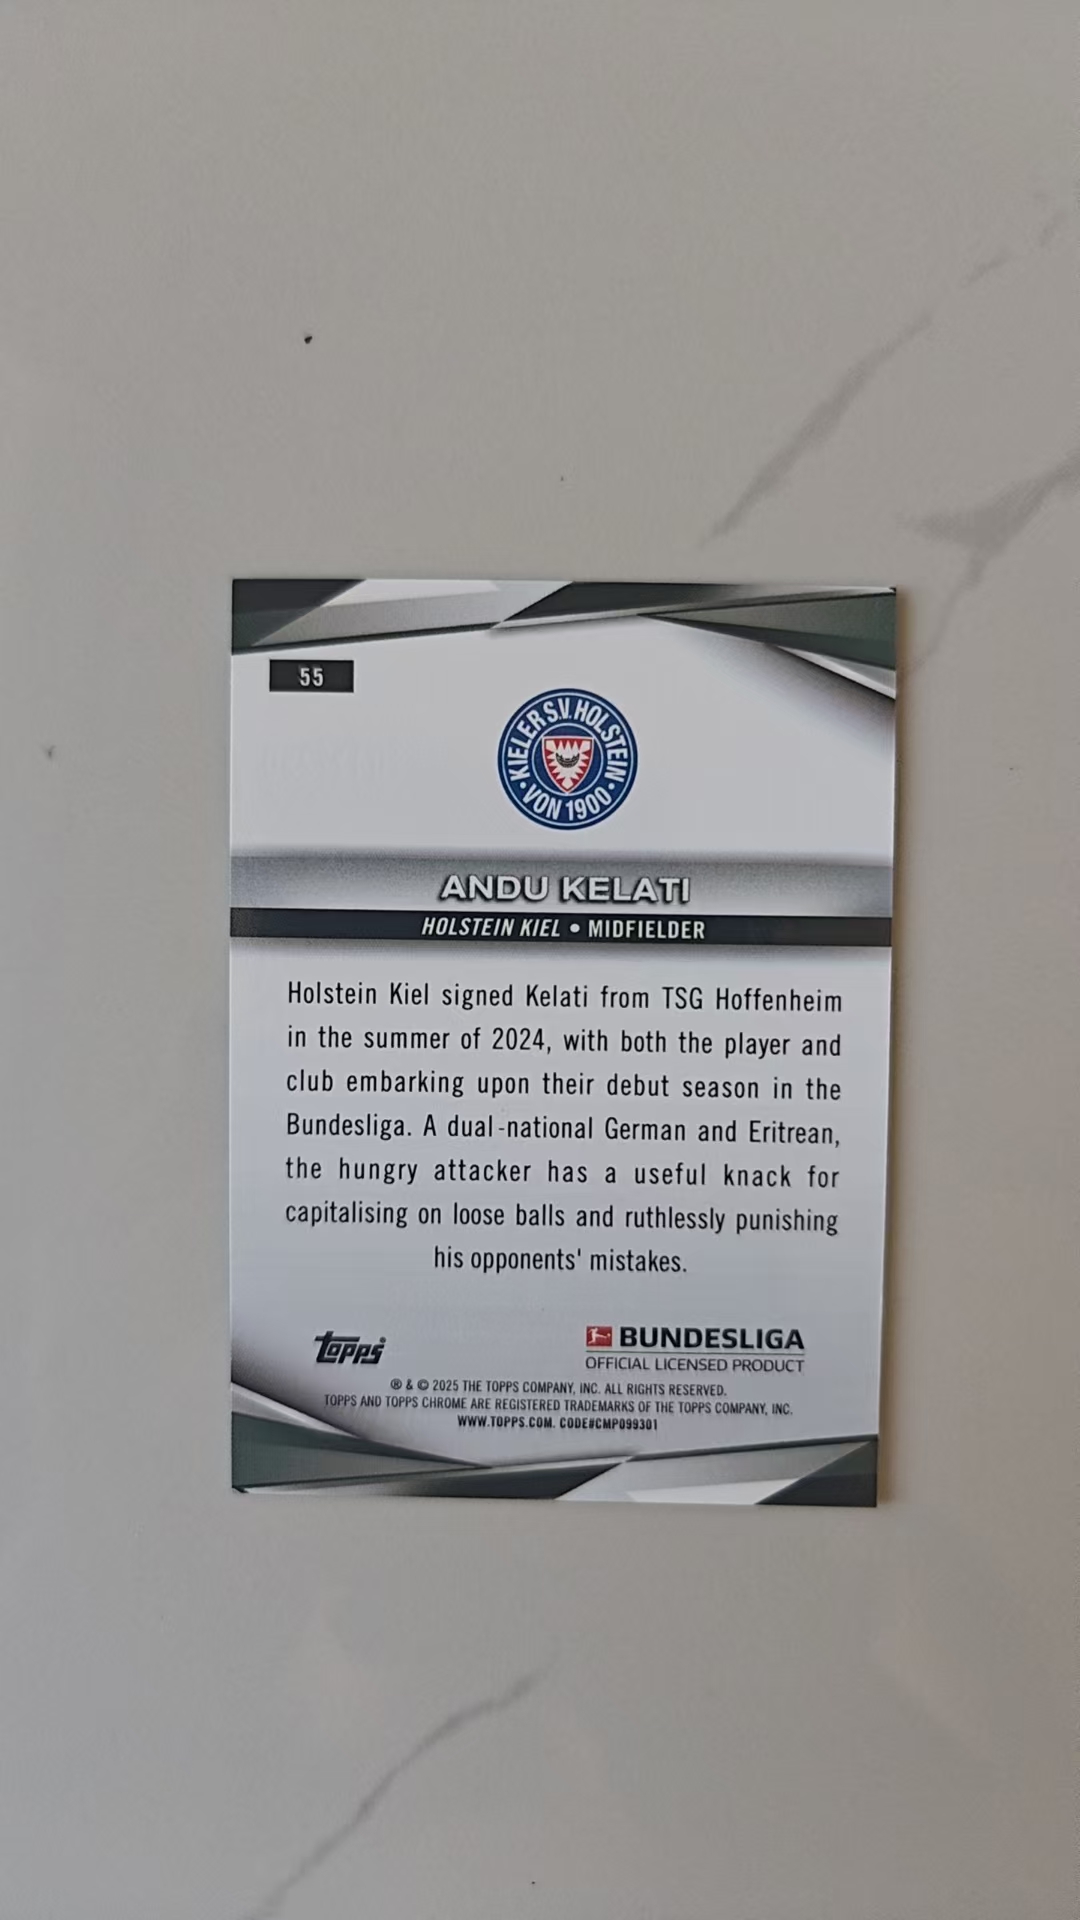 55
KIELER S.V. HOLSTEIN
VON 1900
ANDU KELATI
HOLSTEIN KIEL • MIDFIELDER
Holstein Kiel signed Kelati from TSG Hoffenheim
in the summer of 2024, with both the player and
club embarking upon their debut season in the
Bundesliga. A dual-national German and Eritrean,
the hungry attacker has a useful knack for
capitalising on loose balls and ruthlessly punishing
his opponents' mistakes.
topps
BUNDESLIGA
OFFICIAL LICENSED PRODUCT
® & © 2025 THE TOPPS COMPANY, INC. ALL RIGHTS RESERVED.
TOPPS AND TOPPS CHROME ARE REGISTERED TRADEMARKS OF THE TOPPS COMPANY, INC.
WWW.TOPPS.COM. CODE#CMP099301